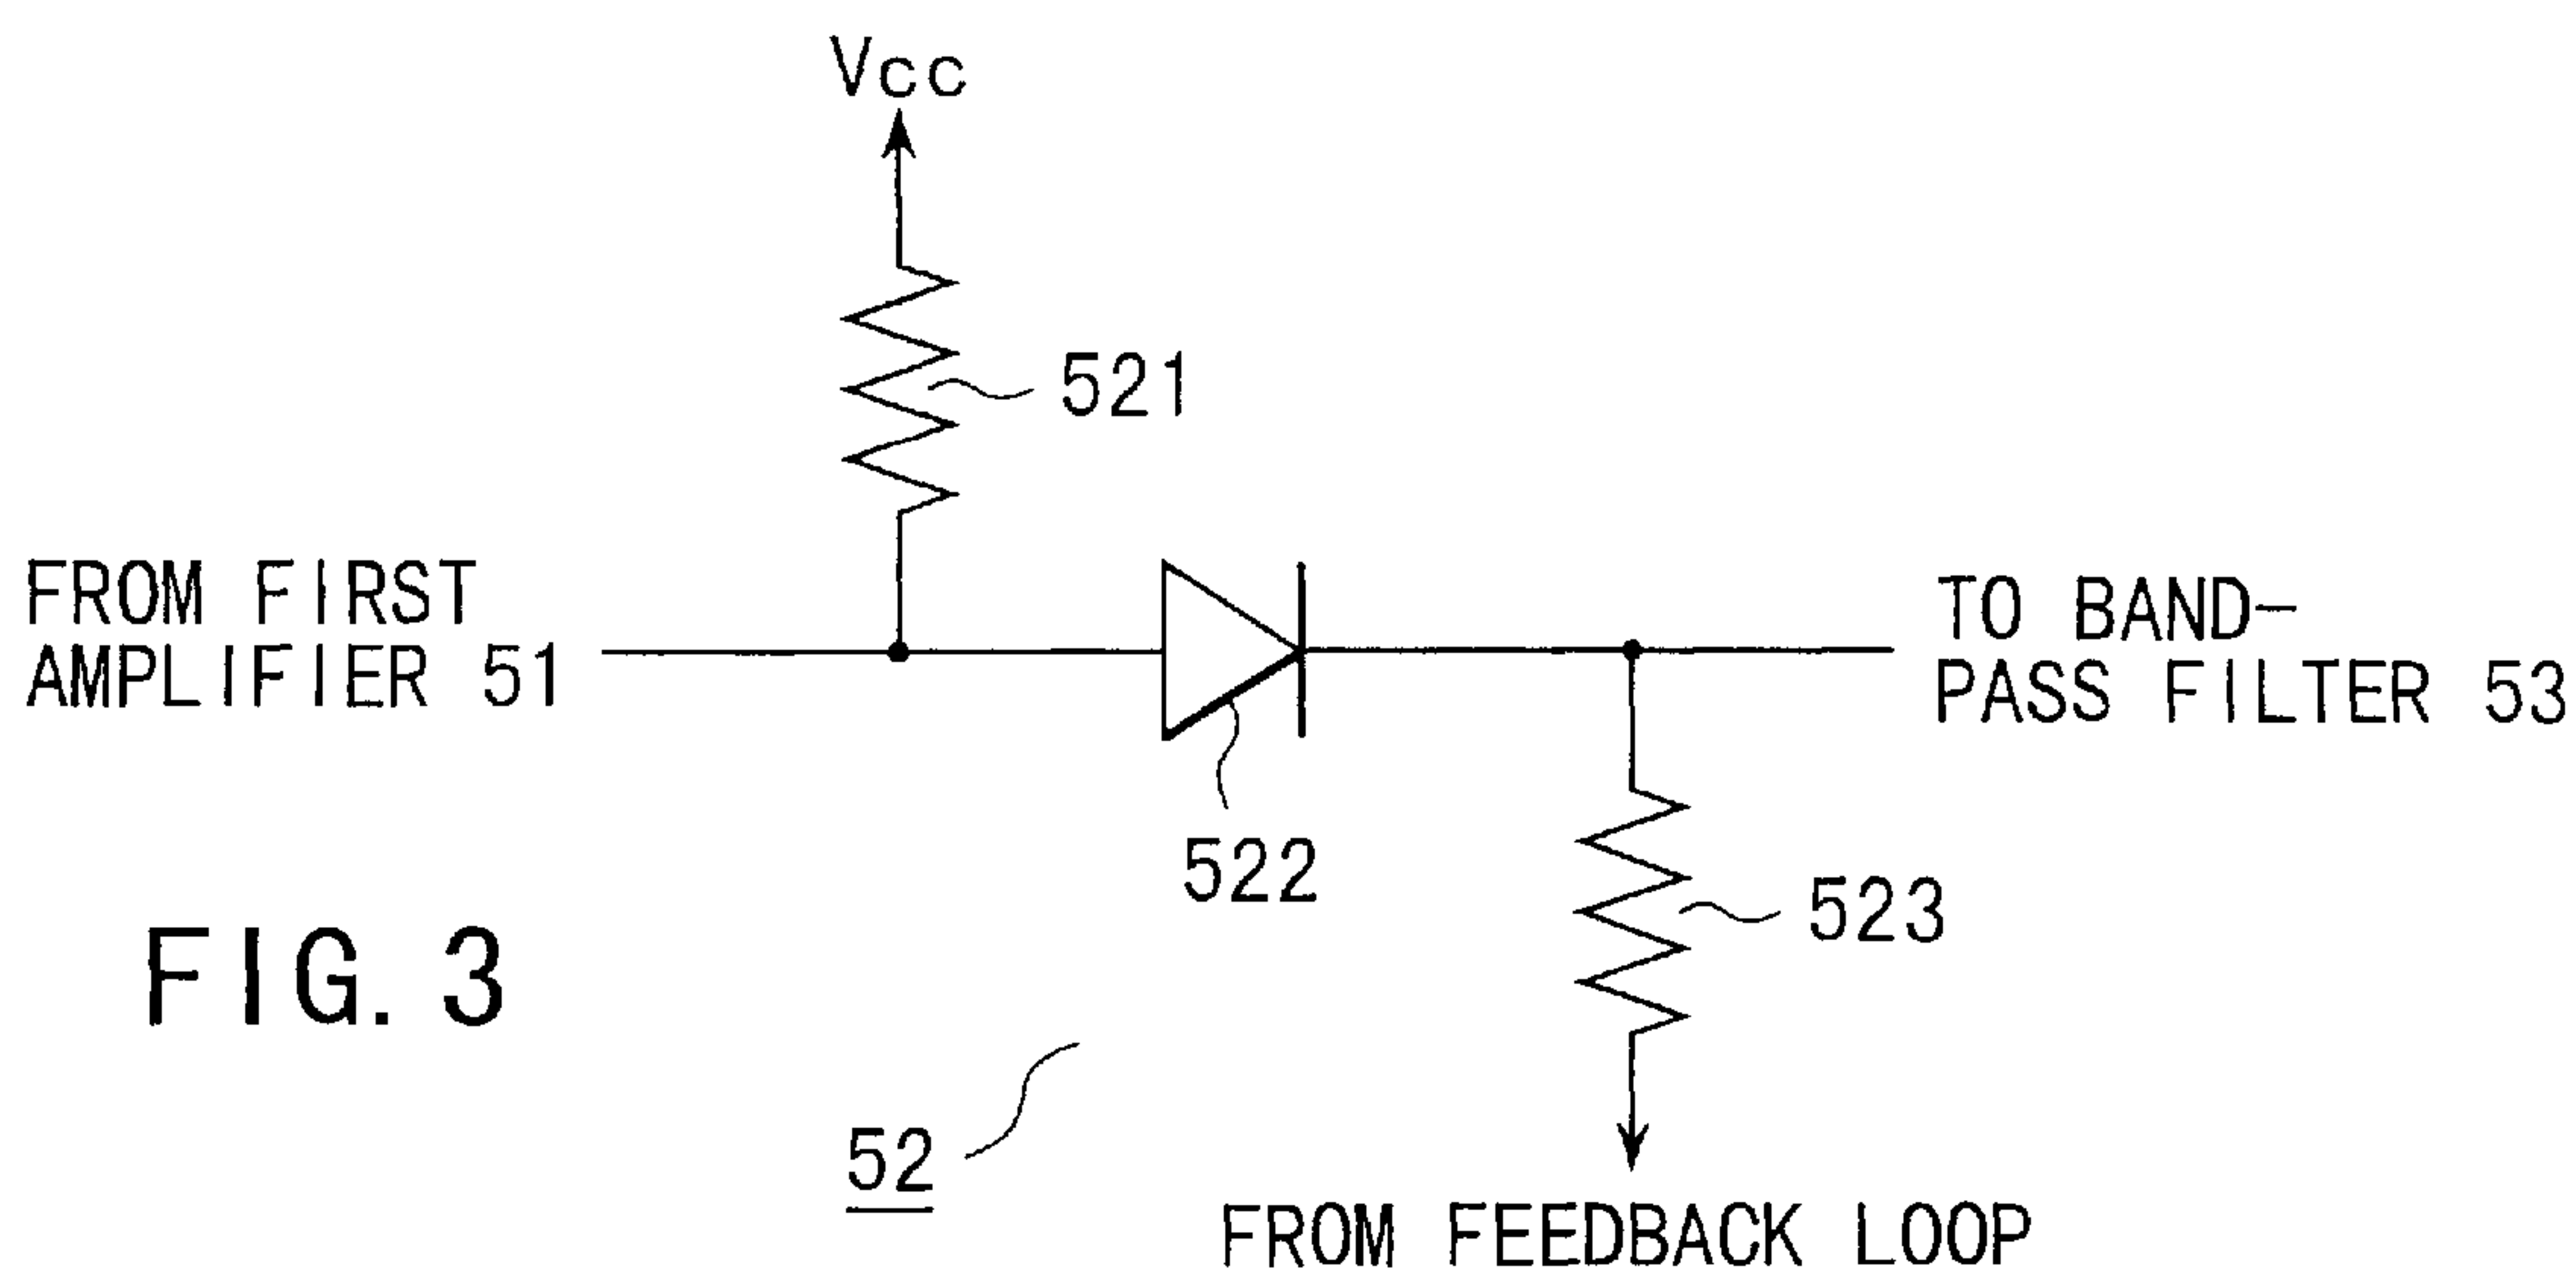 Vcc
521
FROM FIRST
AMPLIFIER 51
TO BAND-
PASS FILTER 53
522
523
FIG. 3
52
FROM FEEDBACK LOOP